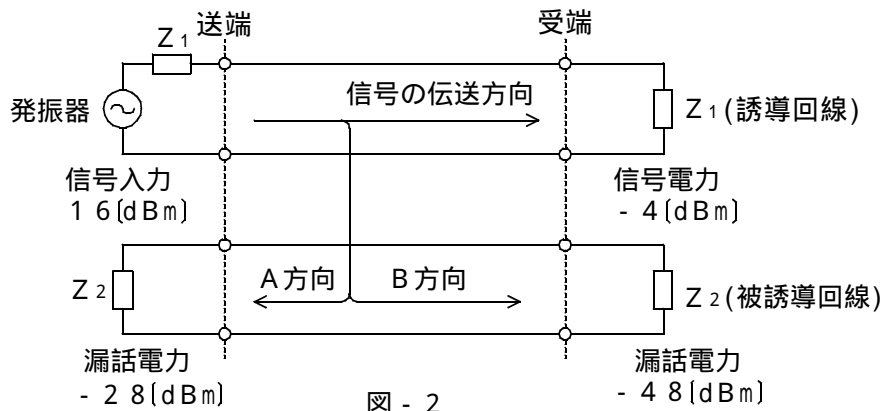 送端
受端
Z1
信号の伝送方向
発振器
Z1(誘導回線)
信号入力
16[dBm]
信号電力
-4[dBm]
A方向
B方向
Z2
Z2(被誘導回線)
漏話電力
-28[dBm]
漏話電力
-48[dBm]
図-2